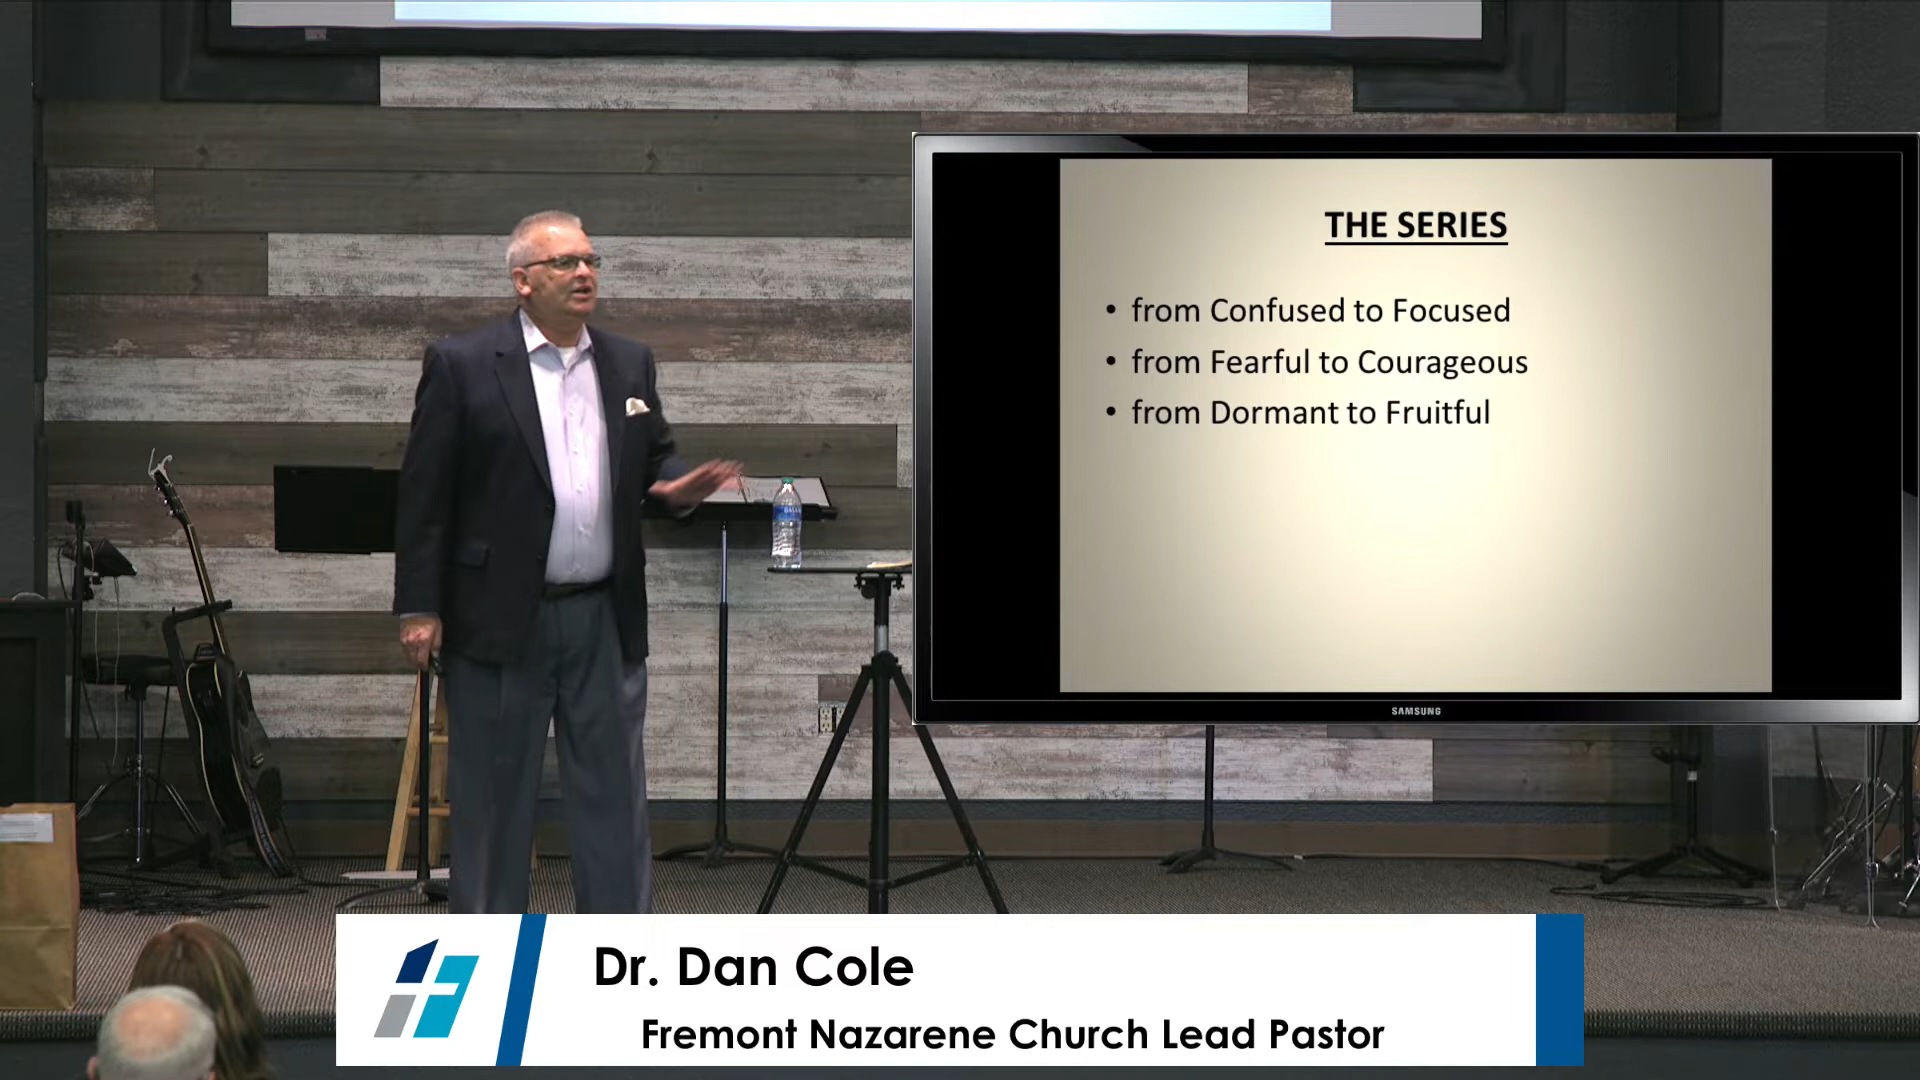 THE SERIES
• from Confused to Focused
• from Fearful to Courageous
• from Dormant to Fruitful
SAMSUNG
Dr. Dan Cole
Fremont Nazarene Church Lead Pastor